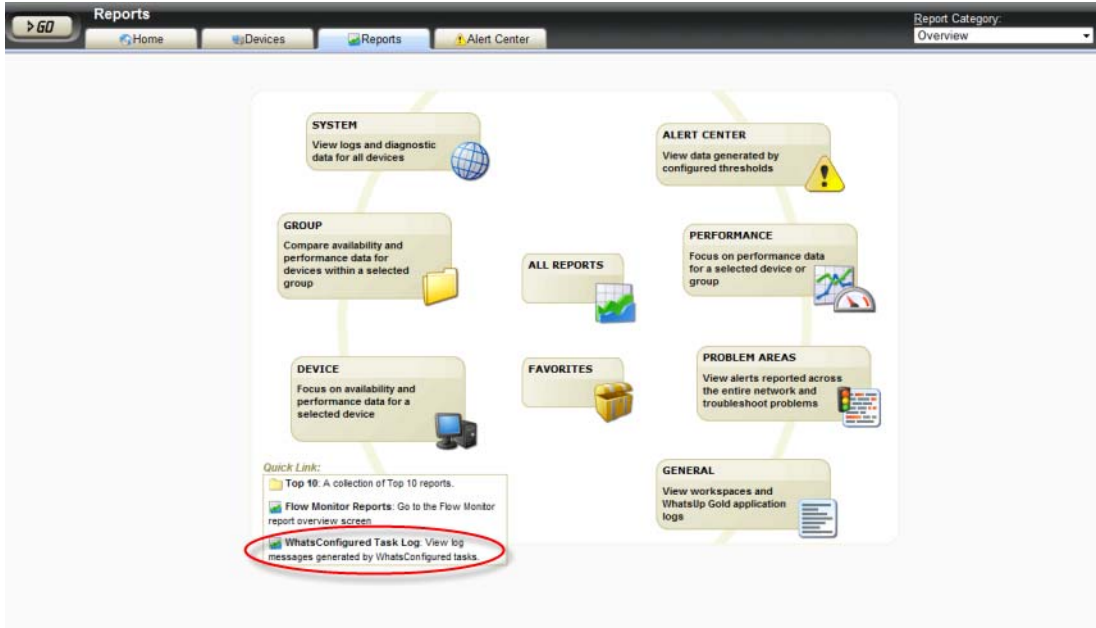 > GO
Reports
Home
Devices
Reports
Alert Center
Report Category:
Overview
SYSTEM
View logs and diagnostic
data for all devices
ALERT CENTER
View data generated by
configured thresholds
GROUP
Compare availability and
performance data for
devices within a selected
group
ALL REPORTS
PERFORMANCE
Focus on performance data
for a selected device or
group
DEVICE
Focus on availability and
performance data for a
selected device
FAVORITES
PROBLEM AREAS
View alerts reported across
the entire network and
troubleshoot problems
Quick Link:
Top 10: A collection of Top 10 reports.
Flow Monitor Reports: Go to the Flow Monitor
report overview screen
WhatsConfigured Task Log: View log
messages generated by WhatsConfigured tasks.
GENERAL
View workspaces and
WhatsUp Gold application
logs